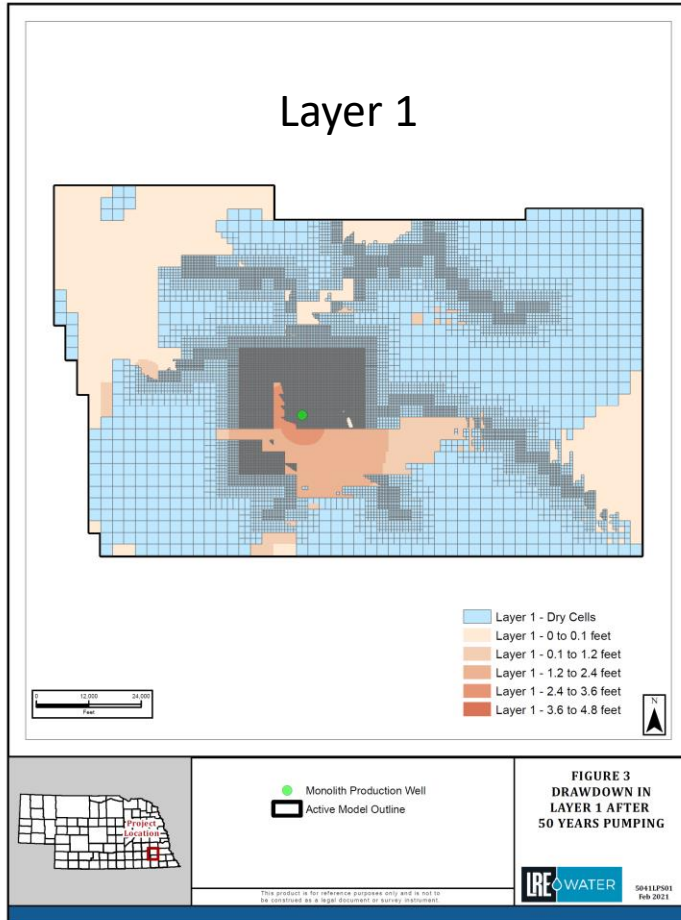 Layer 1
Layer 1 - Dry Cells
Layer 1 - 0 to 0.1 feet
Layer 1 - 0.1 to 1.2 feet
Layer 1 - 1.2 to 2.4 feet
Layer 1 - 2.4 to 3.6 feet
Layer 1 - 3.6 to 4.8 feet
0 12,000 24,000
Feet
N
Project
Location
Monolith Production Well
Active Model Outline
This product is for reference purposes only and is not to
be construed as a legal document or survey instrument.
FIGURE 3
DRAWDOWN IN
LAYER 1 AFTER
50 YEARS PUMPING
LRE WATER
5041LPS01
Feb 2021